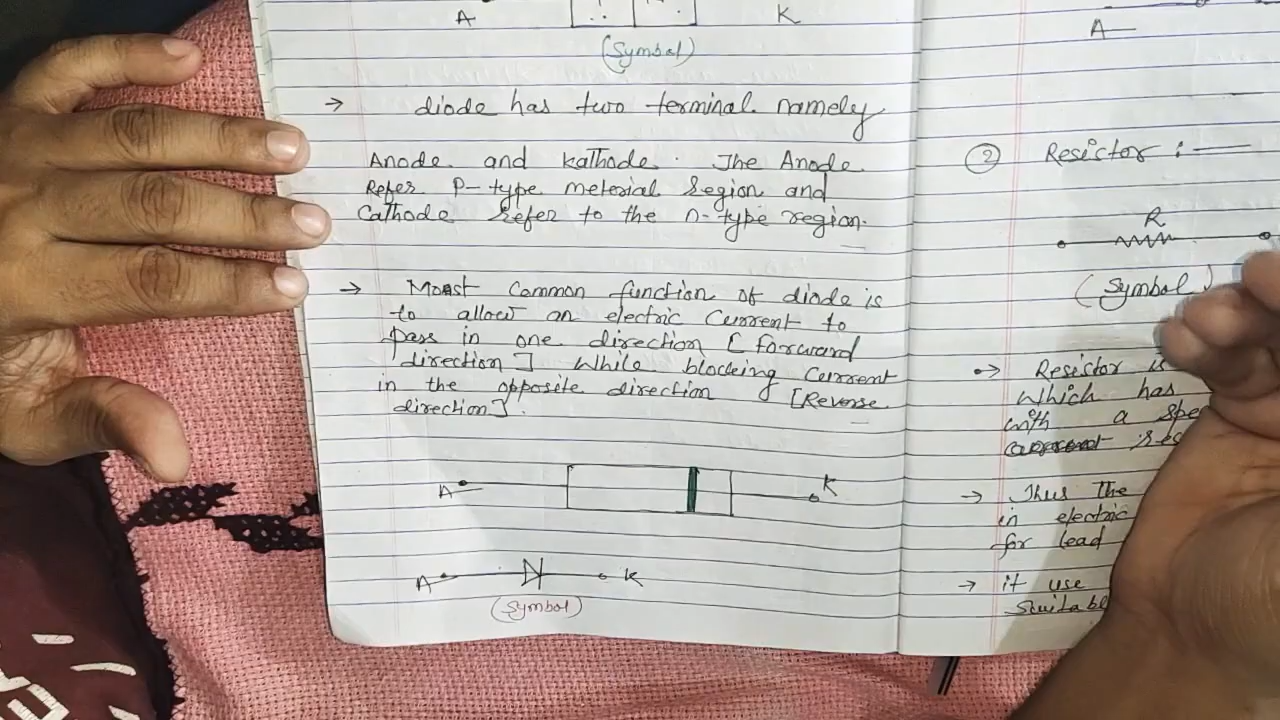 A K
(Symbol)
→ diode has two terminal namely
Anode and Kathode. The Anode
Refer P-type meterial region and
Cathode refer to the n-type region.
→ Moast Common function of diode is
to allow an electric Current to
pass in one direction [forward
direction] While blocking current
in the opposite direction [Reverse
direction].
A K
A K
(Symbol)
A
② Resistor :
R
(Symbol)
→ Resistor is
Which has
with a spe
→ Thus The
in electric
for lead
→ it use
Suitabl